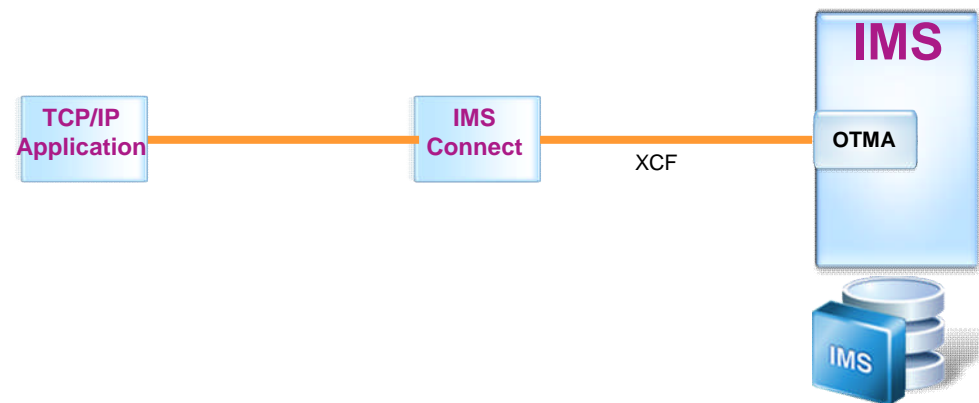 IMS
TCP/IP
Application
IMS
Connect
XCF
OTMA
IMS